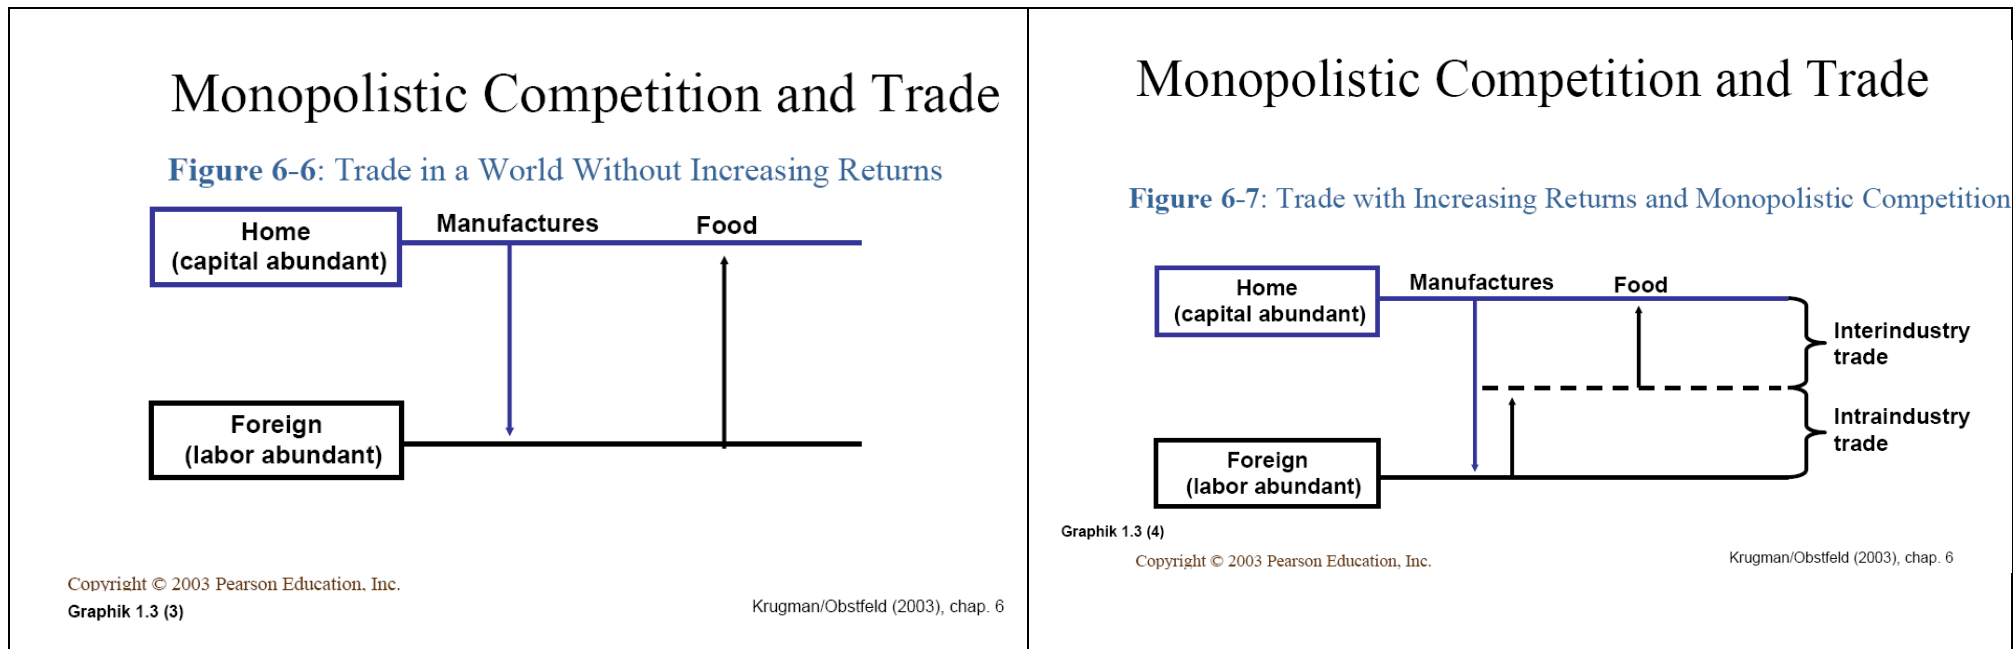 Monopolistic Competition and Trade
Figure 6-6: Trade in a World Without Increasing Returns
Home
(capital abundant)
Manufactures
Food
Foreign
(labor abundant)
Copyright © 2003 Pearson Education, Inc.
Graphik 1.3 (3)
Krugman/Obstfeld (2003), chap. 6
Monopolistic Competition and Trade
Figure 6-7: Trade with Increasing Returns and Monopolistic Competition
Home
(capital abundant)
Manufactures
Food
Interindustry
trade
Intraindustry
trade
Foreign
(labor abundant)
Graphik 1.3 (4)
Copyright © 2003 Pearson Education, Inc.
Krugman/Obstfeld (2003), chap. 6